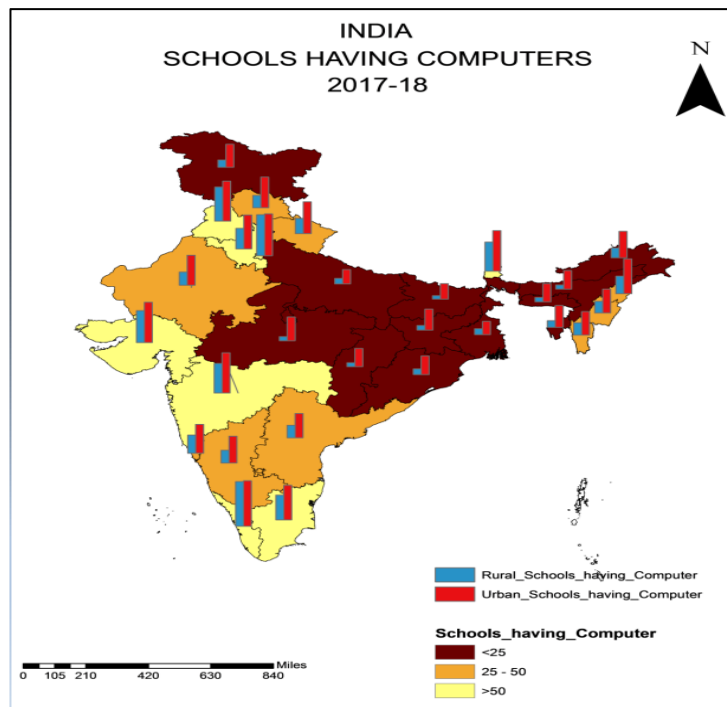 INDIA
SCHOOLS HAVING COMPUTERS
2017-18
N
Rural_Schools_having_Computer
Urban_Schools_having_Computer
Schools_having_Computer
<25
25 - 50
>50
Miles
0 105 210 420 630 840